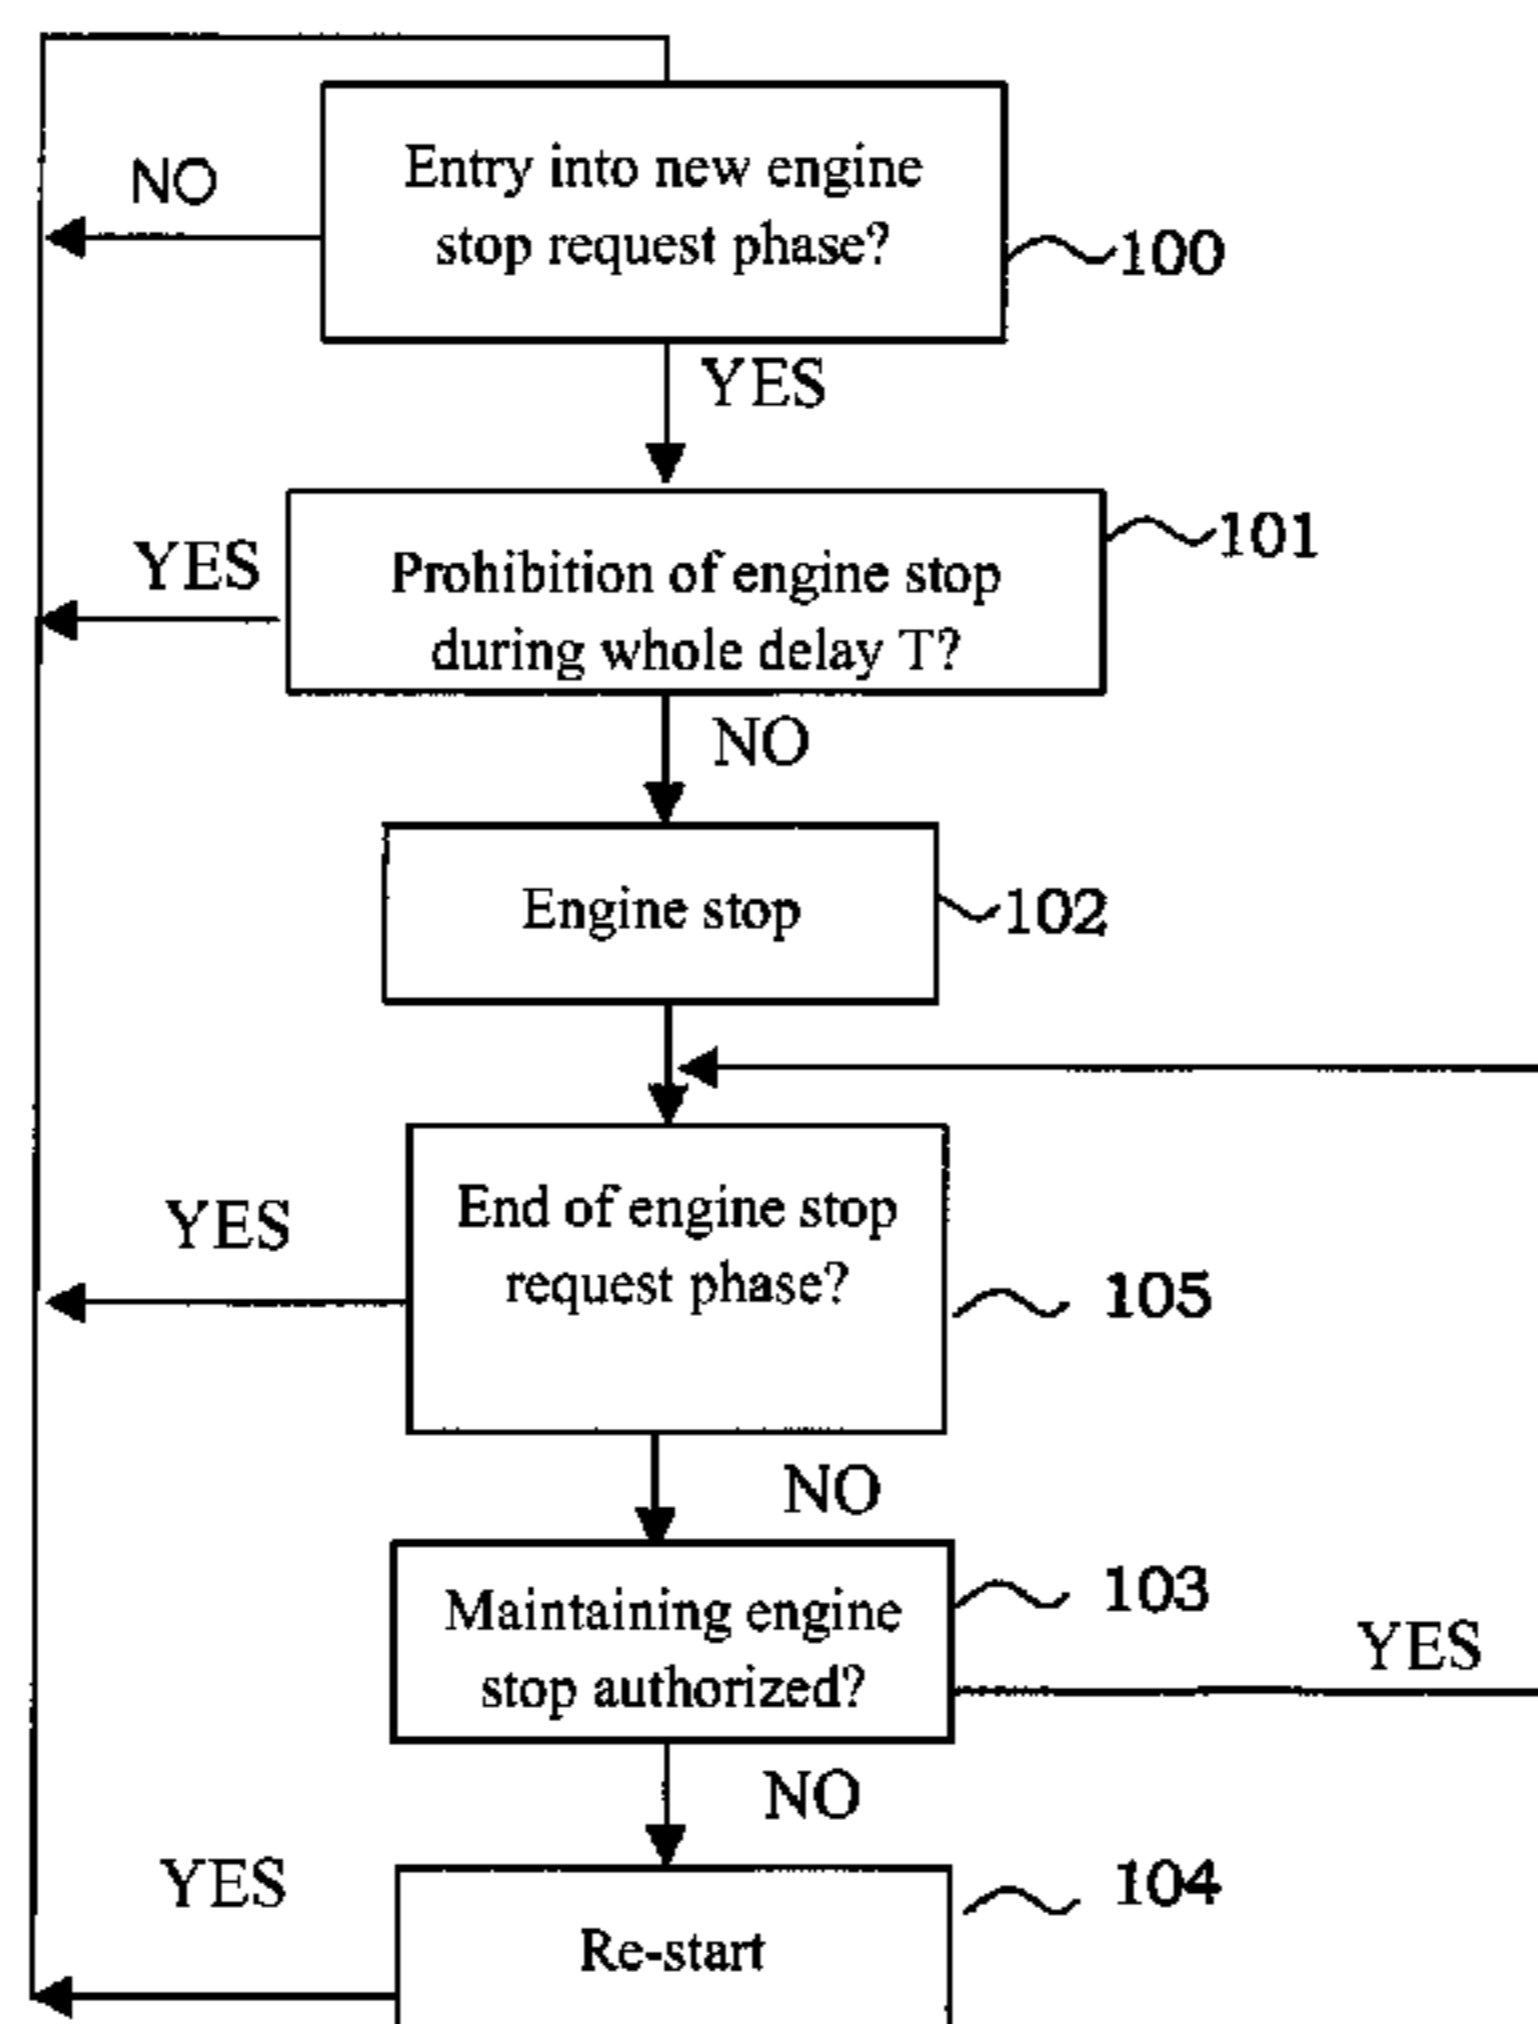 Entry into new engine
stop request phase?
NO
100
YES
101
YES
Prohibition of engine stop
during whole delay T?
NO
Engine stop
102
End of engine stop
request phase?
YES
105
NO
Maintaining engine
stop authorized?
103
YES
NO
YES
104
Re-start